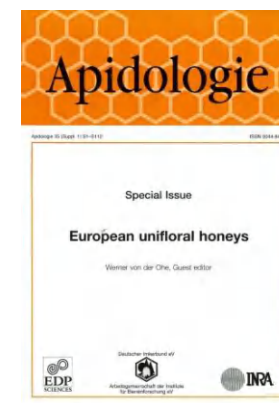 Apidologie
Special Issue
European unifloral honeys
Werner von der Ohe, Guest editor
Deutscher Imkerbund eV
EDP
SCIENCES
Arbeitsgemeinschaft der Institute
für Bienenforschung eV
INRA